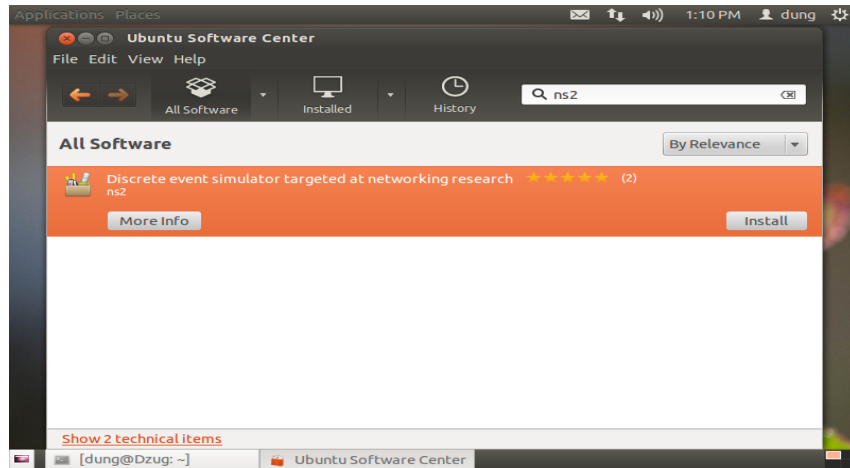 Applications Places 1:10 PM dung
Ubuntu Software Center
File Edit View Help
All Software Installed History ns2
All Software By Relevance
Discrete event simulator targeted at networking research (2)
ns2
More Info Install
Show 2 technical items
[dung@Dzug: ~] Ubuntu Software Center